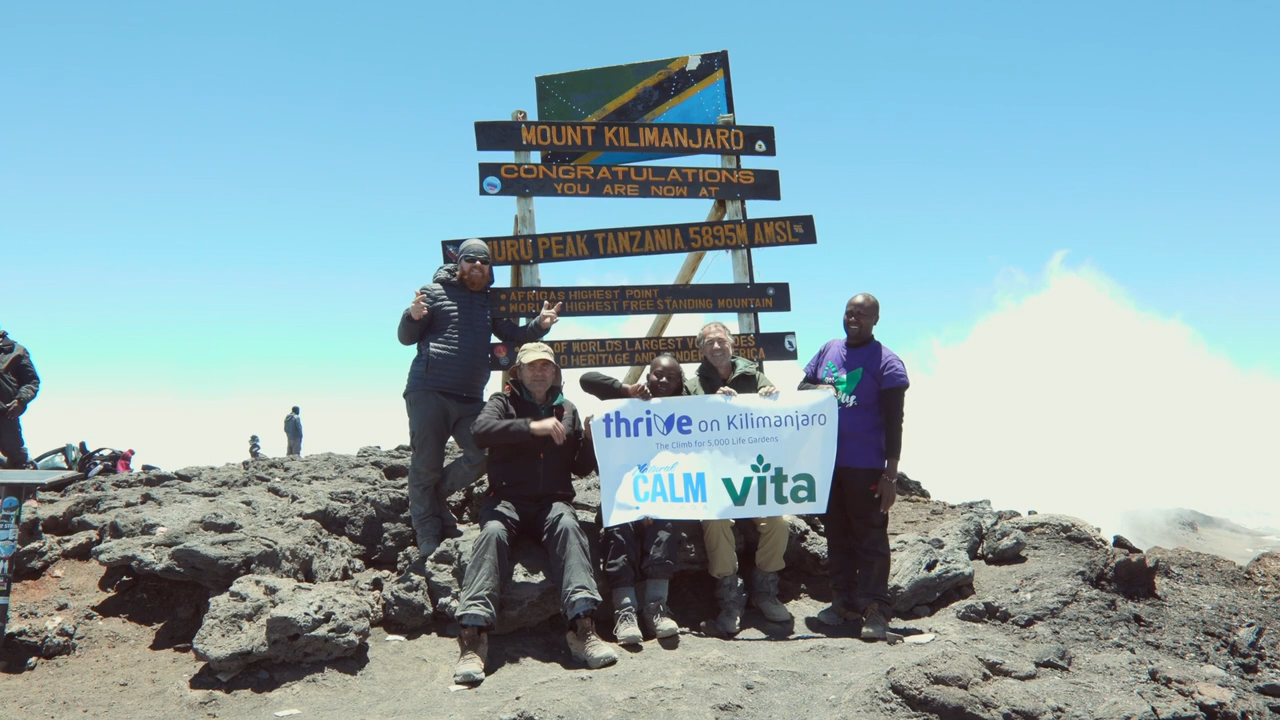 MOUNT KILIMANJARO
CONGRATULATIONS
YOU ARE NOW AT
PEAK TANZANIA 5895M AMSL
AFRICA'S HIGHEST POINT
HIGHEST FREE STANDING MOUNTAIN
OF WORLD'S LARGEST
HERITAGE AND
thrive on Kilimanjaro
The Climb for 5,000 Life Gardens
Natural
CALM
vita